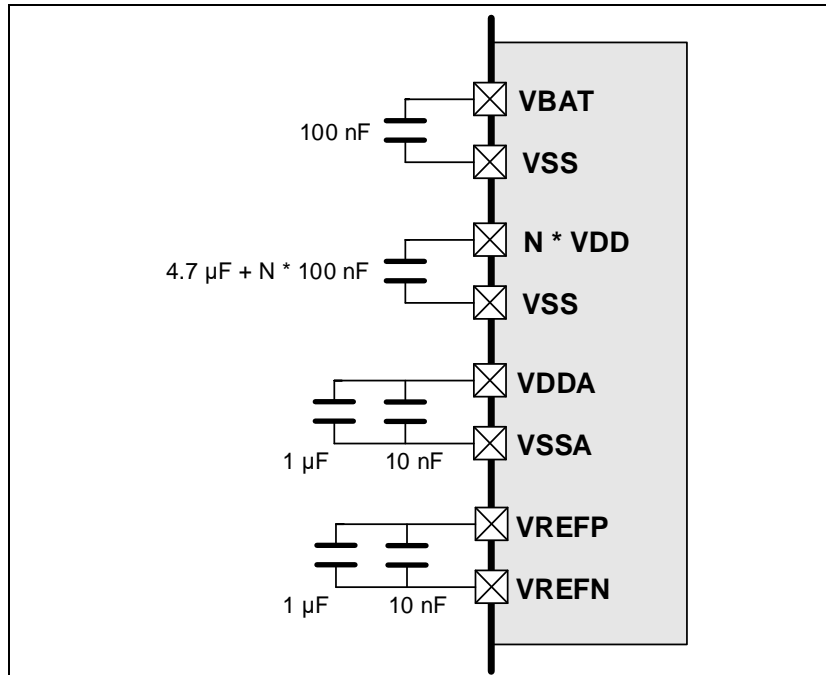 VBAT
100 nF
VSS
N * VDD
4.7 µF + N * 100 nF
VSS
VDDA
1 µF 10 nF
VSSA
VREFP
1 µF 10 nF
VREFN